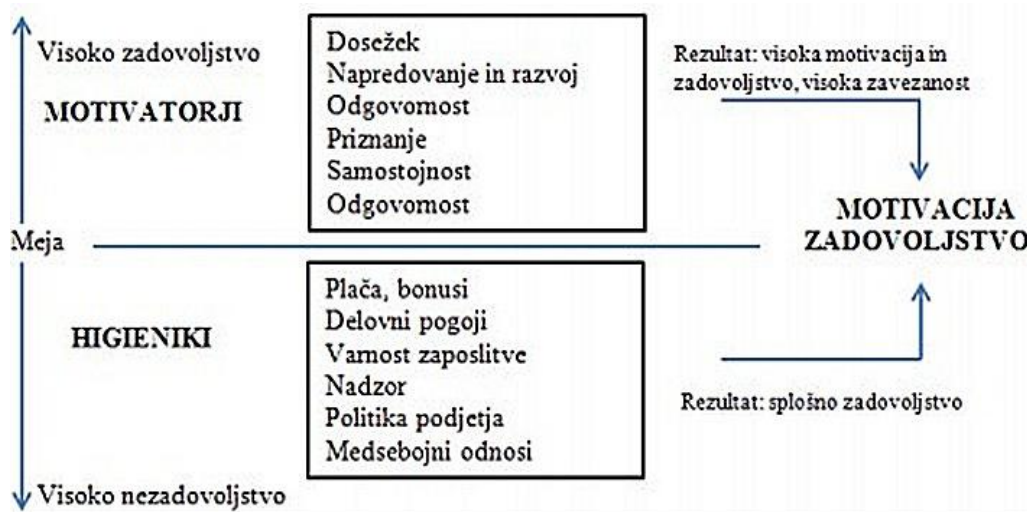 Visoko zadovoljstvo
MOTIVATORJI
Dosežek
Napredovanje in razvoj
Odgovornost
Priznanje
Samostojnost
Odgovornost
Rezultat: visoka motivacija in
zadovoljstvo, visoka zavezanost
MOTIVACIJA
ZADOVOLJSTVO
Meja
HIGIENIKI
Plača, bonusi
Delovni pogoji
Varnost zaposlitve
Nadzor
Politika podjetja
Medsebojni odnosi
Rezultat: splošno zadovoljstvo
Visoko nezadovoljstvo